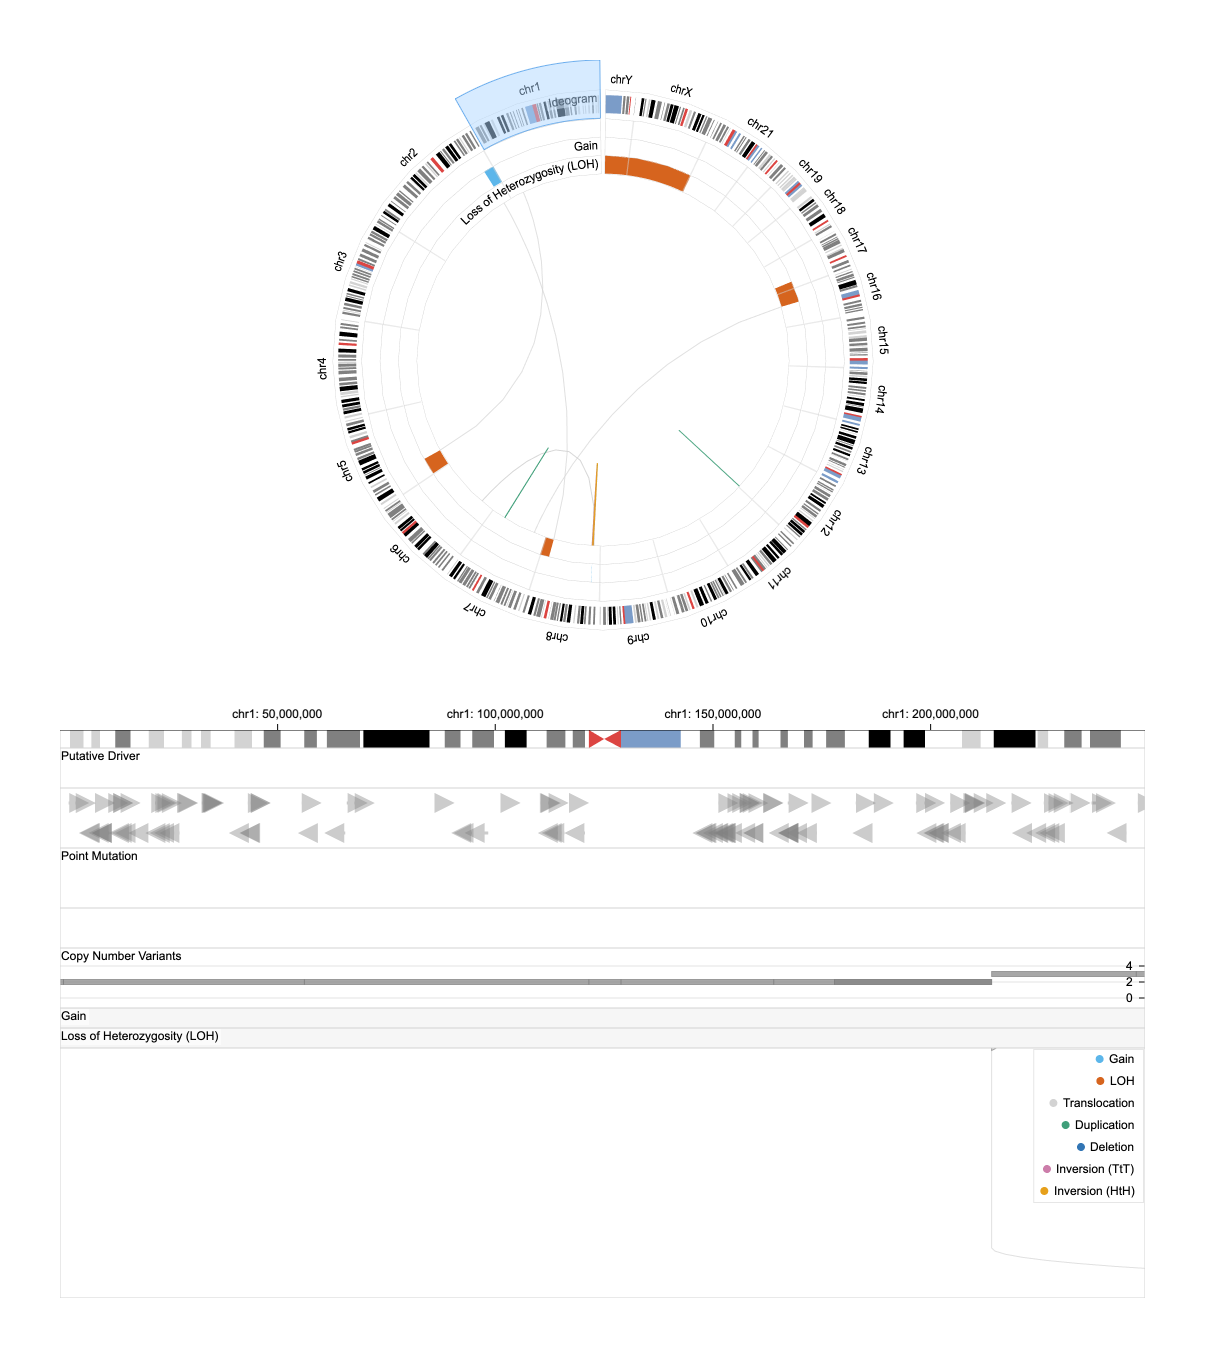 chr1
Ideogram
Gain
Loss of Heterozygosity (LOH)
chrY
chrX
chr21
chr19
chr18
chr17
chr16
chr15
chr14
chr13
chr12
chr11
chr10
chr9
chr8
chr7
chr6
chr5
chr4
chr3
chr2
chr1: 50,000,000
chr1: 100,000,000
chr1: 150,000,000
chr1: 200,000,000
Putative Driver
Point Mutation
Copy Number Variants
4
2
0
Gain
Loss of Heterozygosity (LOH)
Gain
LOH
Translocation
Duplication
Deletion
Inversion (TtT)
Inversion (HtH)